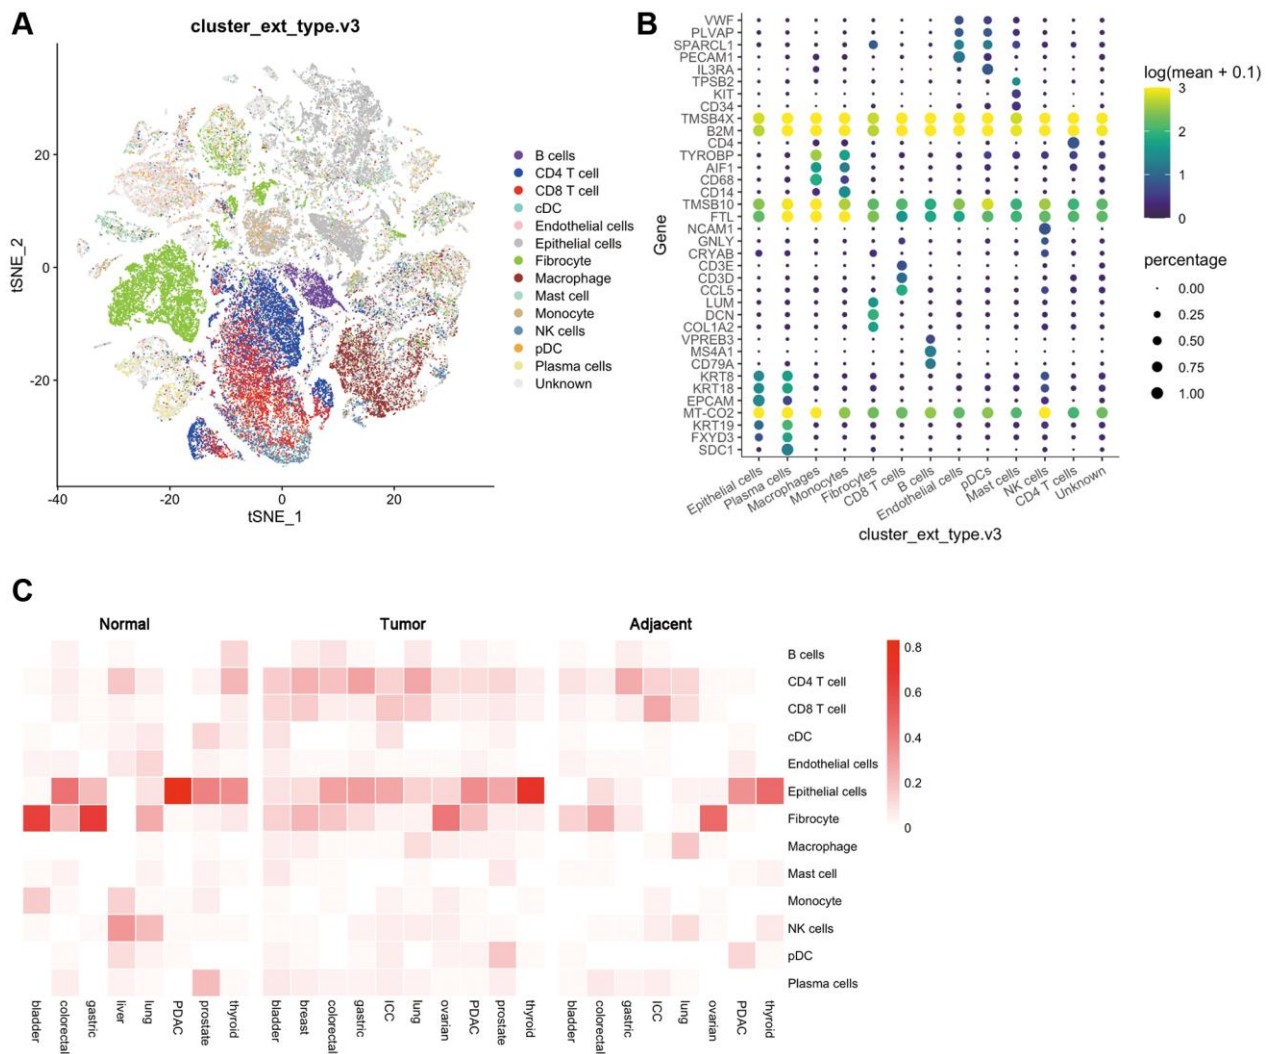 A
cluster_ext_type.v3
tSNE_2
20
0
-20
-40
-20
0
20
tSNE_1
B cells
CD4 T cell
CD8 T cell
cDC
Endothelial cells
Epithelial cells
Fibrocyte
Macrophage
Mast cell
Monocyte
NK cells
pDC
Plasma cells
Unknown
B
Gene
VWF
PLVAP
SPARCL1
PECAM1
IL3RA
TPSB2
KIT
CD34
TMSB4X
B2M
CD4
TYROBP
AIF1
CD68
CD14
TMSB10
FTL
NCAM1
GNLY
CRYAB
CD3E
CD3D
CCL5
LUM
DCN
COL1A2
VPREB3
MS4A1
CD79A
KRT8
KRT18
EPCAM
MT-CO2
KRT19
FXYD3
SDC1
Epithelial cells
Plasma cells
Macrophages
Monocytes
Fibrocytes
CD8 T cells
B cells
Endothelial cells
pDCs
Mast cells
NK cells
CD4 T cells
Unknown
cluster_ext_type.v3
log(mean + 0.1)
3
2
1
0
percentage
0.00
0.25
0.50
0.75
1.00
C
Normal
Tumor
Adjacent
B cells
CD4 T cell
CD8 T cell
cDC
Endothelial cells
Epithelial cells
Fibrocyte
Macrophage
Mast cell
Monocyte
NK cells
pDC
Plasma cells
0.8
0.6
0.4
0.2
0
bladder
colorectal
gastric
liver
lung
PDAC
prostate
thyroid
bladder
breast
colorectal
gastric
ICC
lung
ovarian
PDAC
prostate
thyroid
bladder
colorectal
gastric
ICC
lung
ovarian
PDAC
thyroid